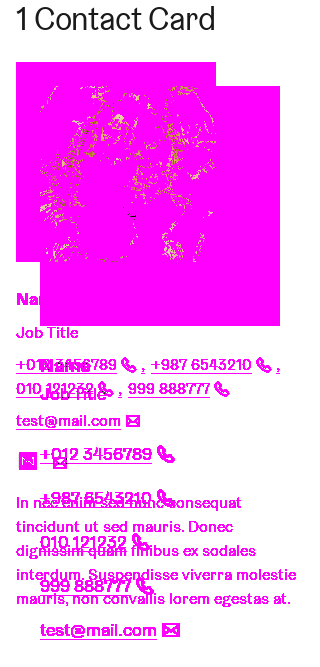 1 Contact Card
Name
Job Title
+012 3456789 , +987 6543210 ,
010 121232 , 999 888777
test@mail.com
In nec enim sed nunc consequat
tincidunt ut sed mauris. Donec
dignissim quam finibus ex sodales
interdum. Suspendisse viverra molestie
mauris, non convallis lorem egestas at.
Name
Job Title
+012 3456789
+987 6543210
010 121232
999 888777
test@mail.com